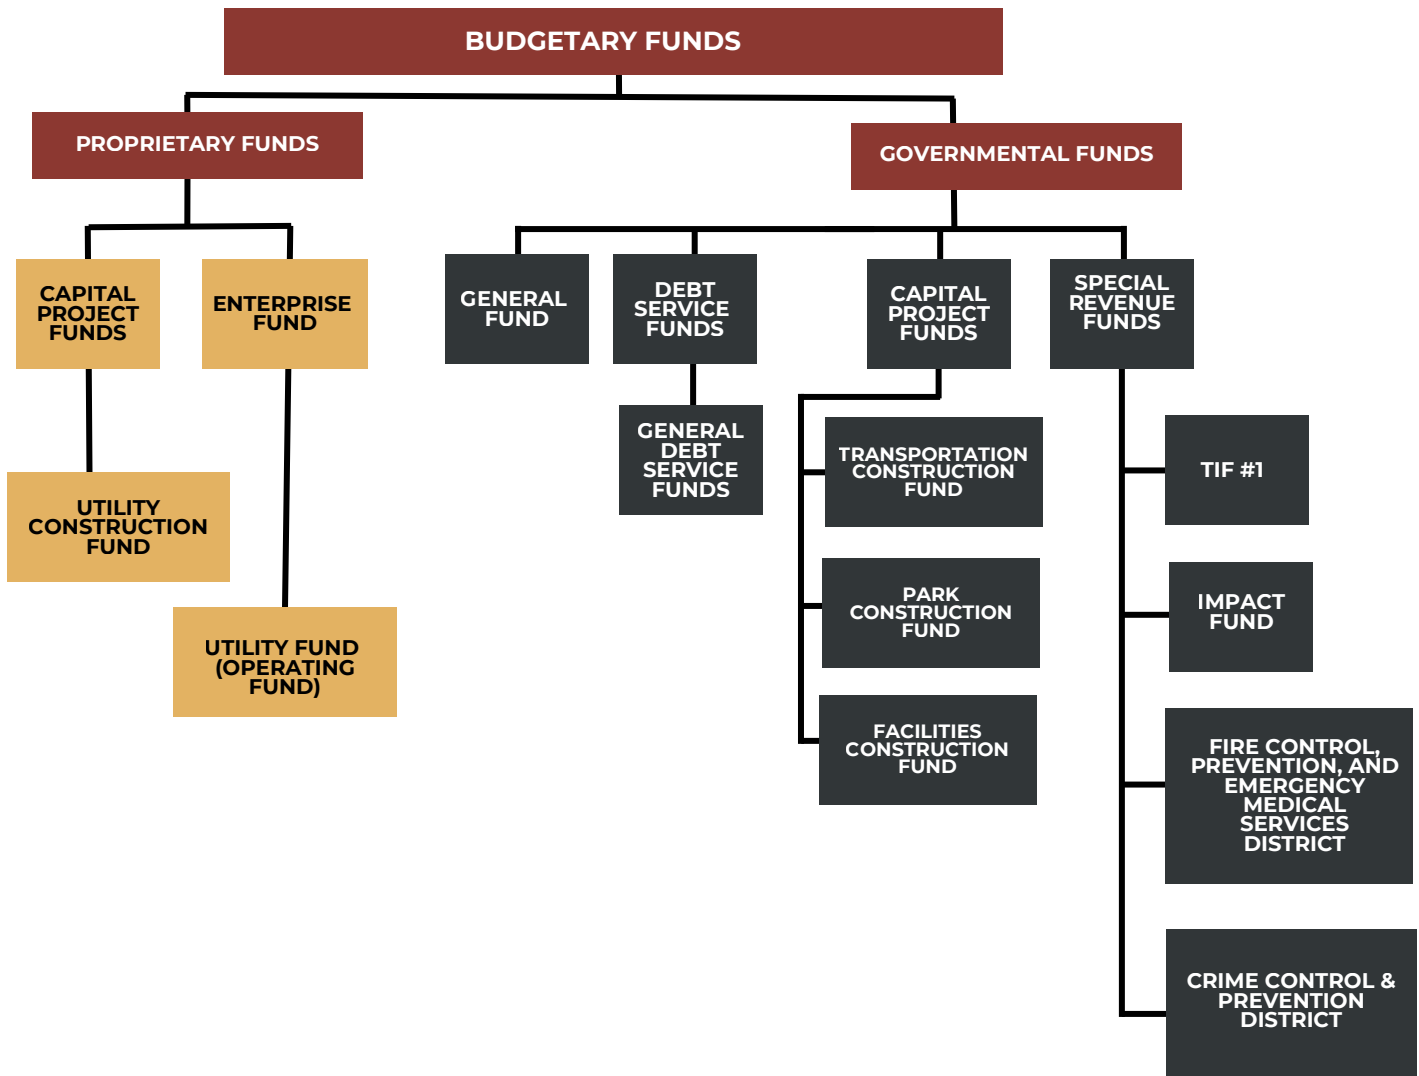 BUDGETARY FUNDS
PROPRIETARY FUNDS
GOVERNMENTAL FUNDS
CAPITAL
PROJECT
FUNDS
ENTERPRISE
FUND
GENERAL
FUND
DEBT
SERVICE
FUNDS
CAPITAL
PROJECT
FUNDS
SPECIAL
REVENUE
FUNDS
UTILITY
CONSTRUCTION
FUND
UTILITY FUND
(OPERATING
FUND)
GENERAL
DEBT
SERVICE
FUNDS
TRANSPORTATION
CONSTRUCTION
FUND
PARK
CONSTRUCTION
FUND
FACILITIES
CONSTRUCTION
FUND
TIF #1
IMPACT
FUND
FIRE CONTROL,
PREVENTION, AND
EMERGENCY
MEDICAL
SERVICES
DISTRICT
CRIME CONTROL &
PREVENTION
DISTRICT